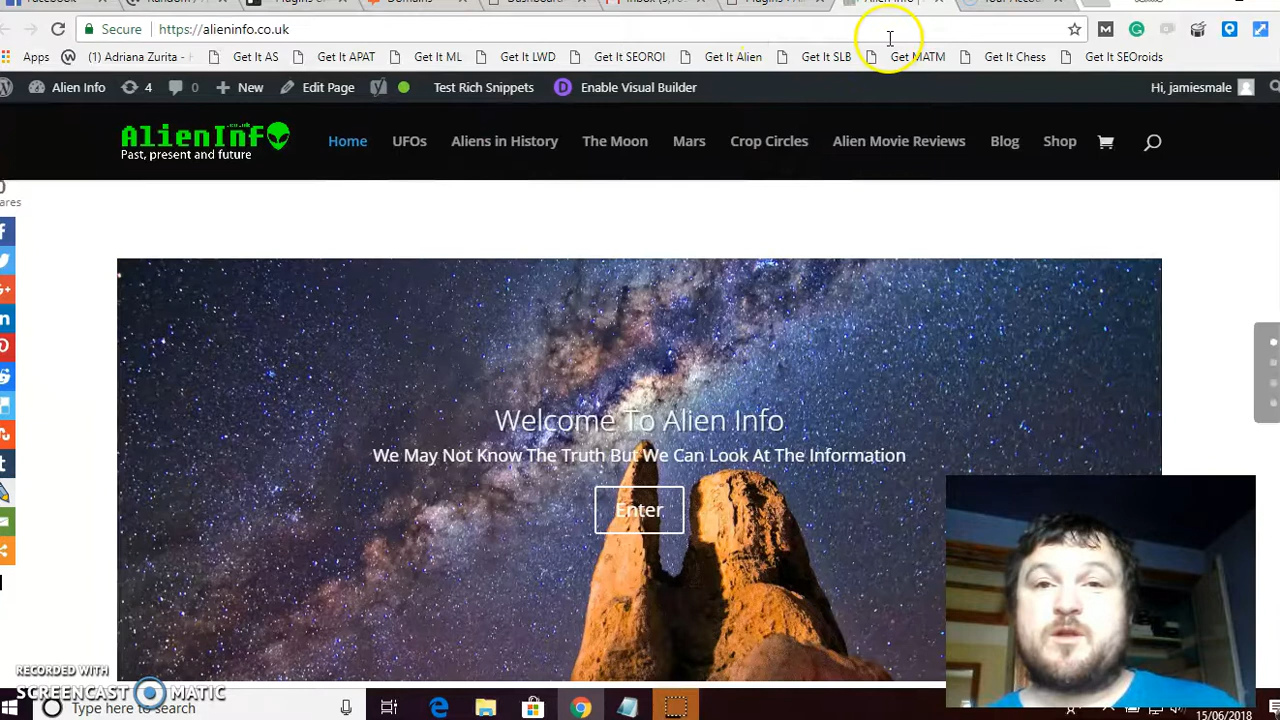 Secure https://alieninfo.co.uk
Apps (1) Adriana Zurita - Get It AS Get It APAT Get It ML Get It LWD Get It SEOROI Get It Alien Get It SLB Get MATM Get It Chess Get It SEOroids
Alien Info 4 0 New Edit Page Test Rich Snippets Enable Visual Builder Hi, jamiesmale
AlienInf
.co.uk
Past, present and future
Home UFOs Aliens in History The Moon Mars Crop Circles Alien Movie Reviews Blog Shop
Welcome To Alien Info
We May Not Know The Truth But We Can Look At The Information
Enter
RECORDED WITH
SCREENCAST MATIC
Type here to search
15/06/2018